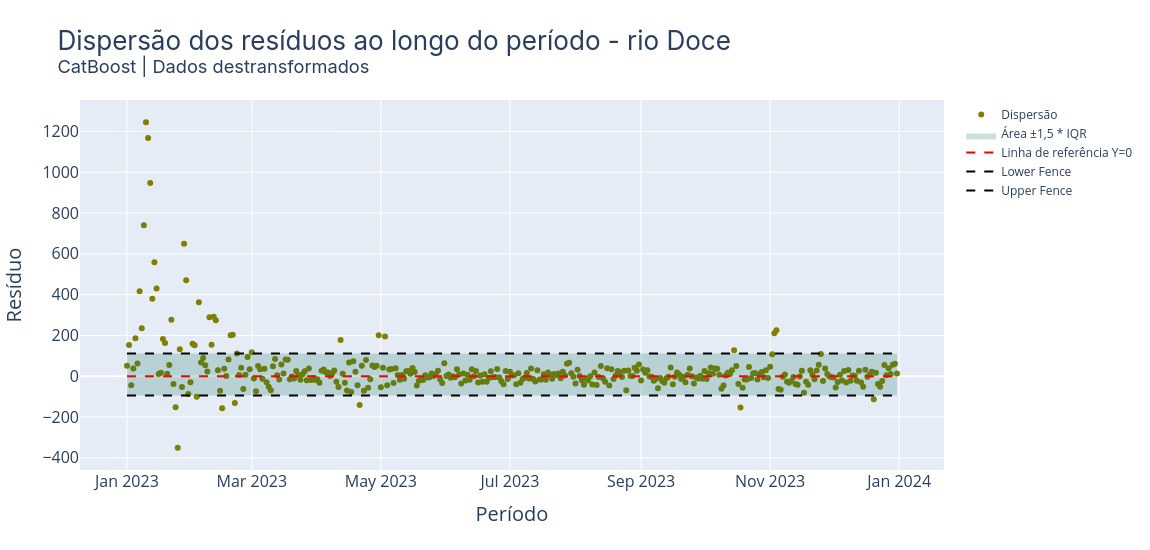 Dispersão dos resíduos ao longo do período - rio Doce
CatBoost | Dados destransformados
Dispersão
Área ±1,5 * IQR
Linha de referência Y=0
Lower Fence
Upper Fence
Resíduo
1200
1000
800
600
400
200
0
−200
−400
Jan 2023
Mar 2023
May 2023
Jul 2023
Sep 2023
Nov 2023
Jan 2024
Período